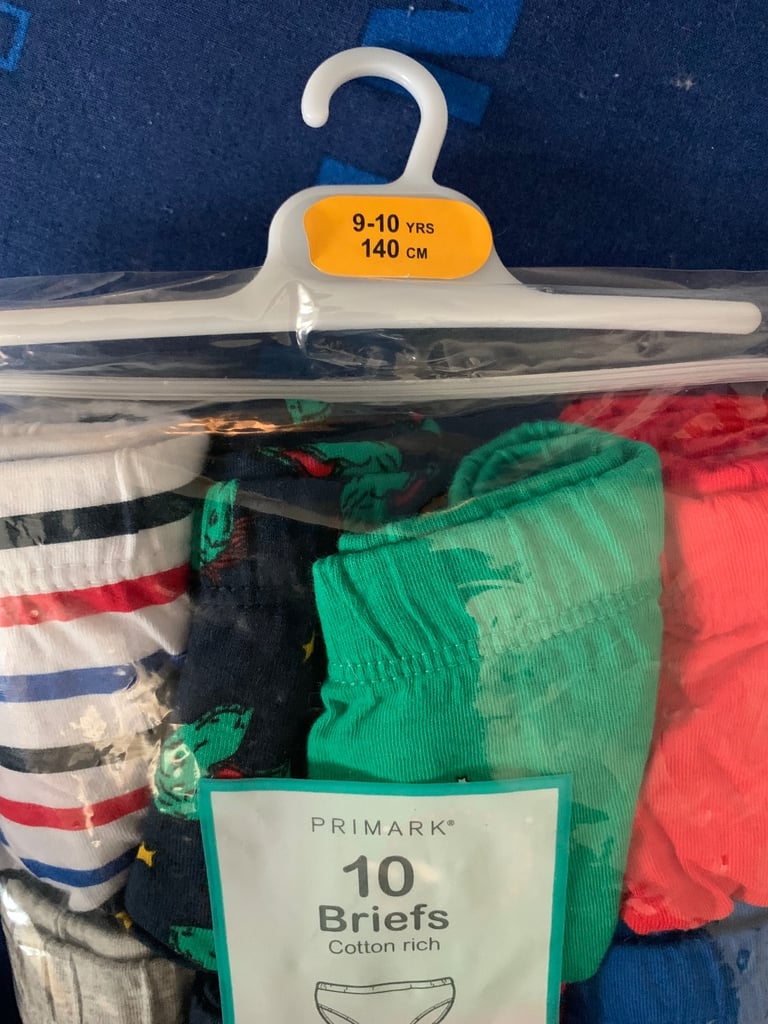 9-10 YRS
140 CM
PRIMARK®
10
Briefs
Cotton rich